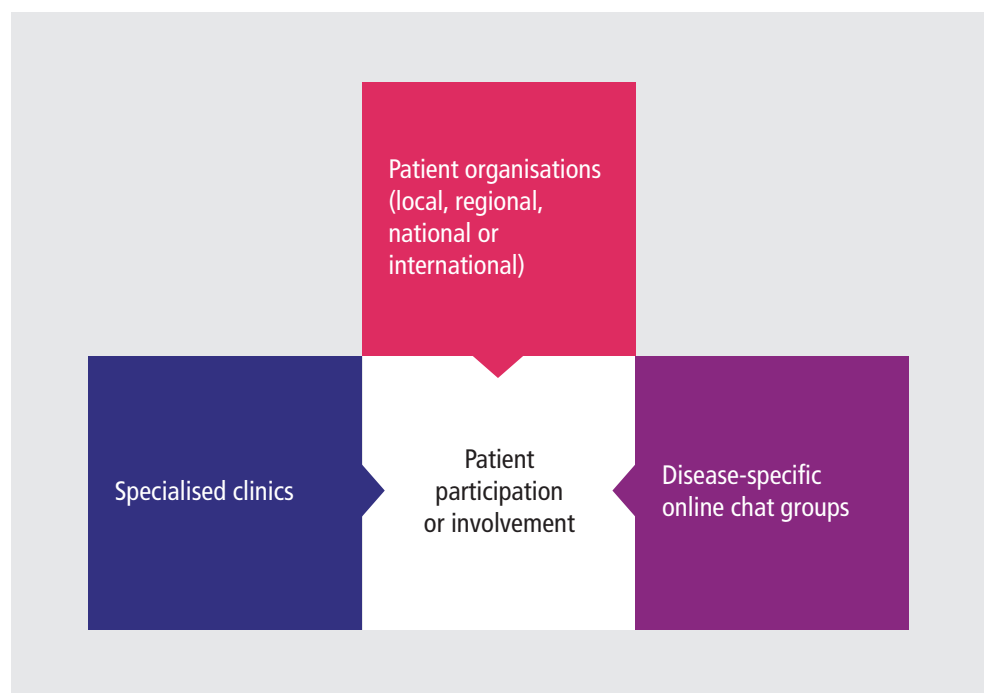 Patient organisations
(local, regional,
national or
international)
Specialised clinics
Patient
participation
or involvement
Disease-specific
online chat groups